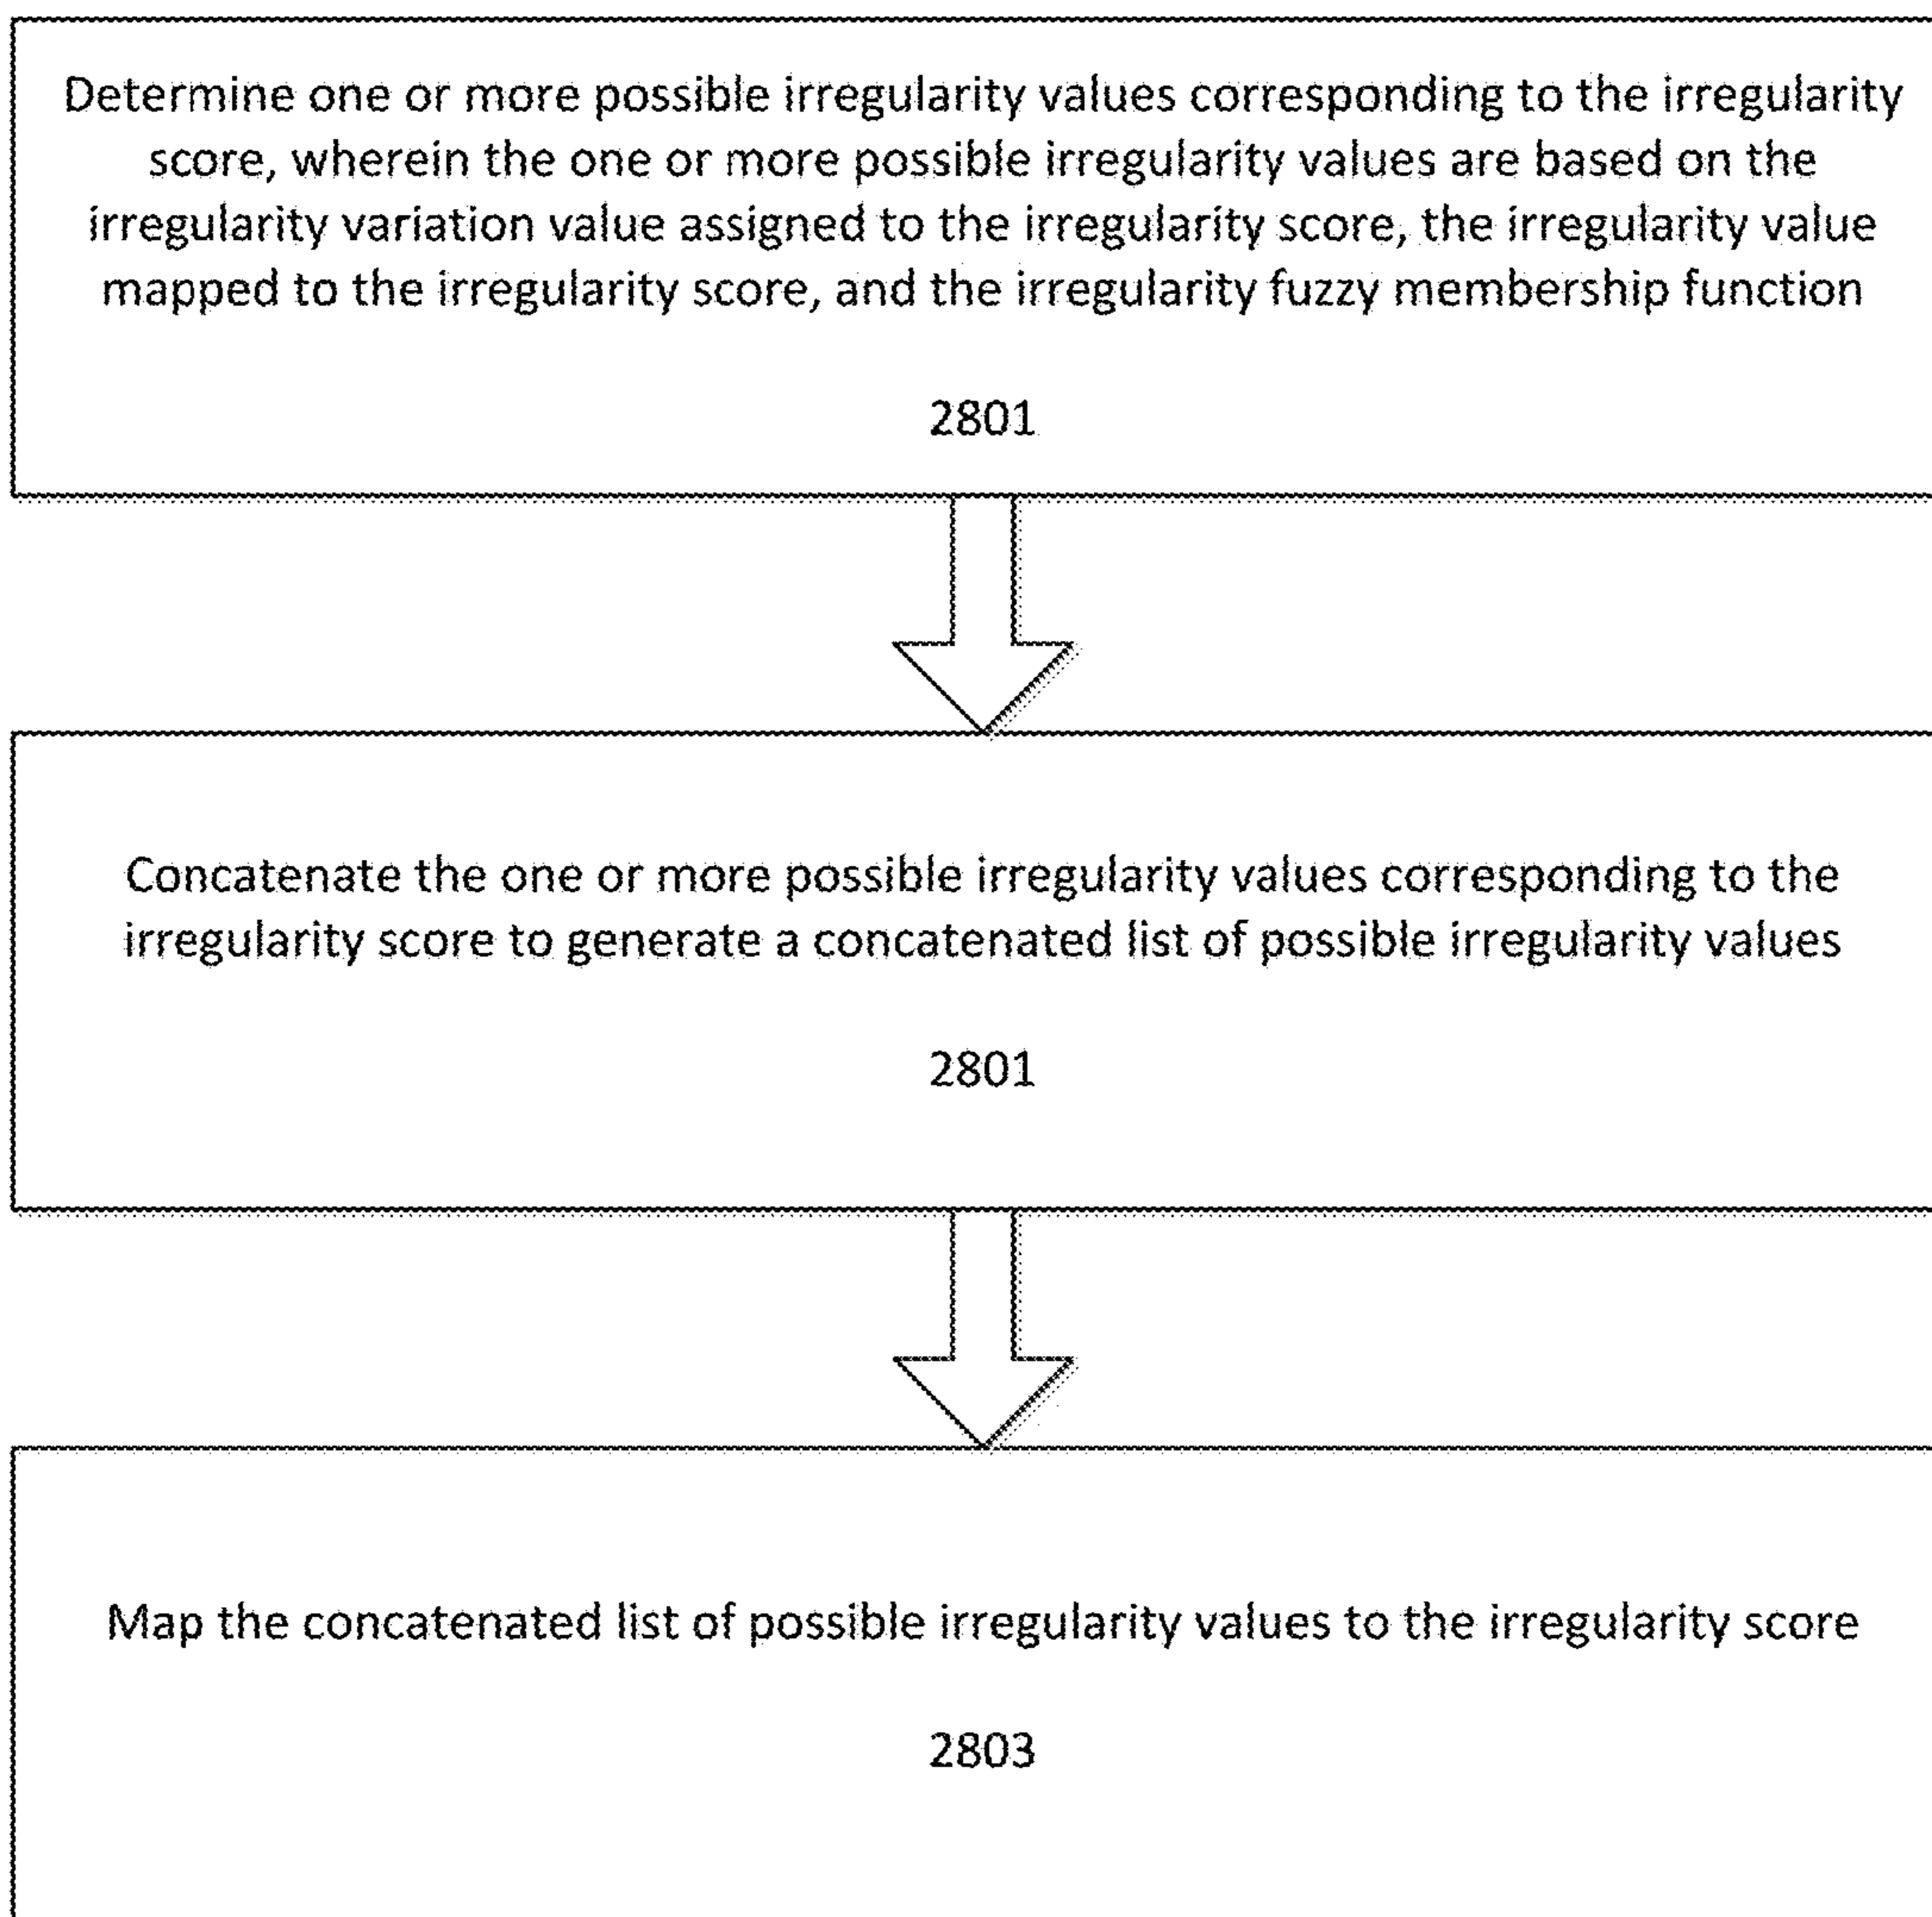 Determine one or more possible irregularity values corresponding to the irregularity
score, wherein the one or more possible irregularity values are based on the
irregularity variation value assigned to the irregularity score, the irregularity value
mapped to the irregularity score, and the irregularity fuzzy membership function
2801
Concatenate the one or more possible irregularity values corresponding to the
irregularity score to generate a concatenated list of possible irregularity values
2801
Map the concatenated list of possible irregularity values to the irregularity score
2803